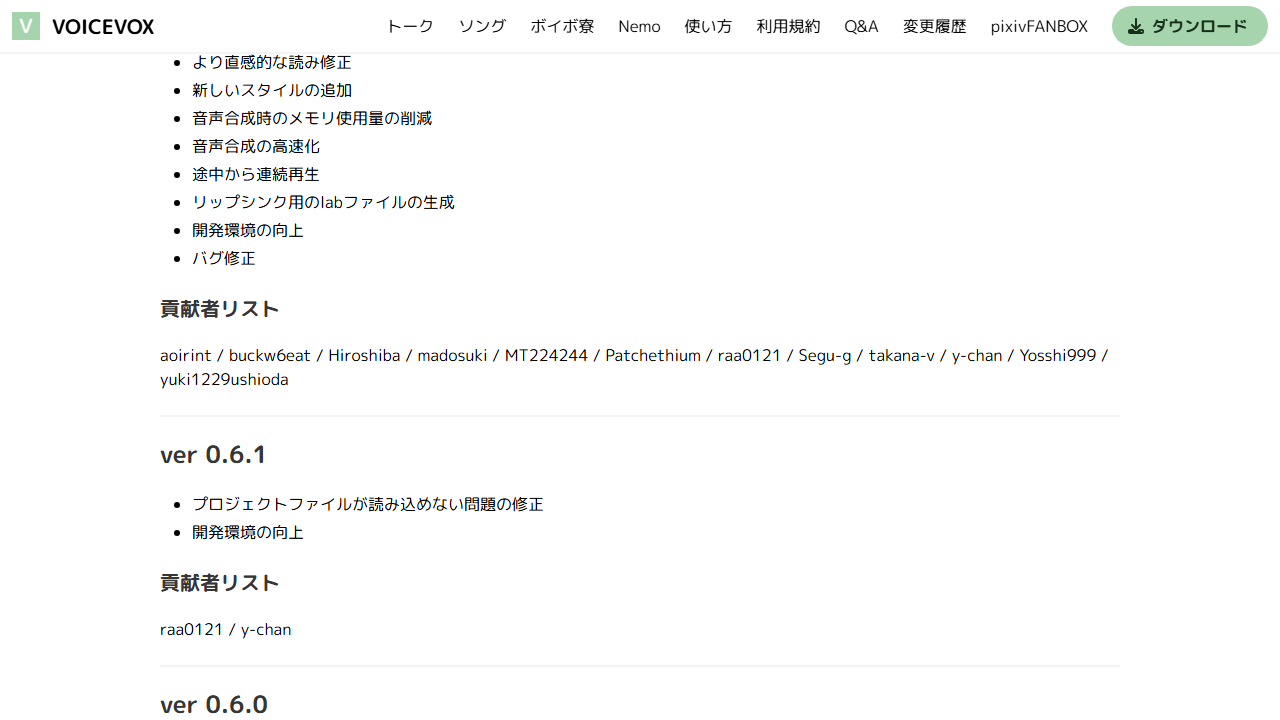 V VOICEVOX トーク ソング ボイボ寮 Nemo 使い方 利用規約 Q&A 変更履歴 pixivFANBOX ダウンロード
• より直感的な読み修正
• 新しいスタイルの追加
• 音声合成時のメモリ使用量の削減
• 音声合成の高速化
• 途中から連続再生
• リップシンク用のlabファイルの生成
• 開発環境の向上
• バグ修正
貢献者リスト
aoirint / buckw6eat / Hiroshiba / madosuki / MT224244 / Patchethium / raa0121 / Segu-g / takana-v / y-chan / Yosshi999 /
yuki1229ushioda
ver 0.6.1
• プロジェクトファイルが読み込めない問題の修正
• 開発環境の向上
貢献者リスト
raa0121 / y-chan
ver 0.6.0